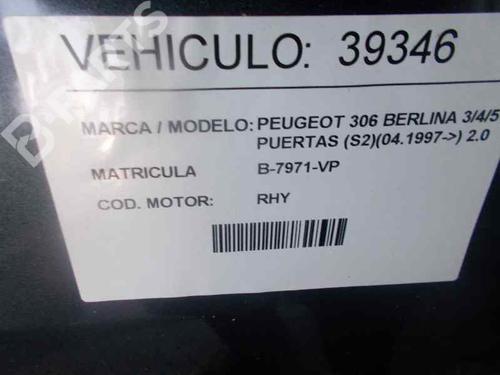 VEHICULO: 39346
MARCA / MODELO: PEUGEOT 306 BERLINA 3/4/5
PUERTAS (S2)(04.1997->) 2.0
MATRICULA B-7971-VP
COD. MOTOR: RHY
B-PARTS